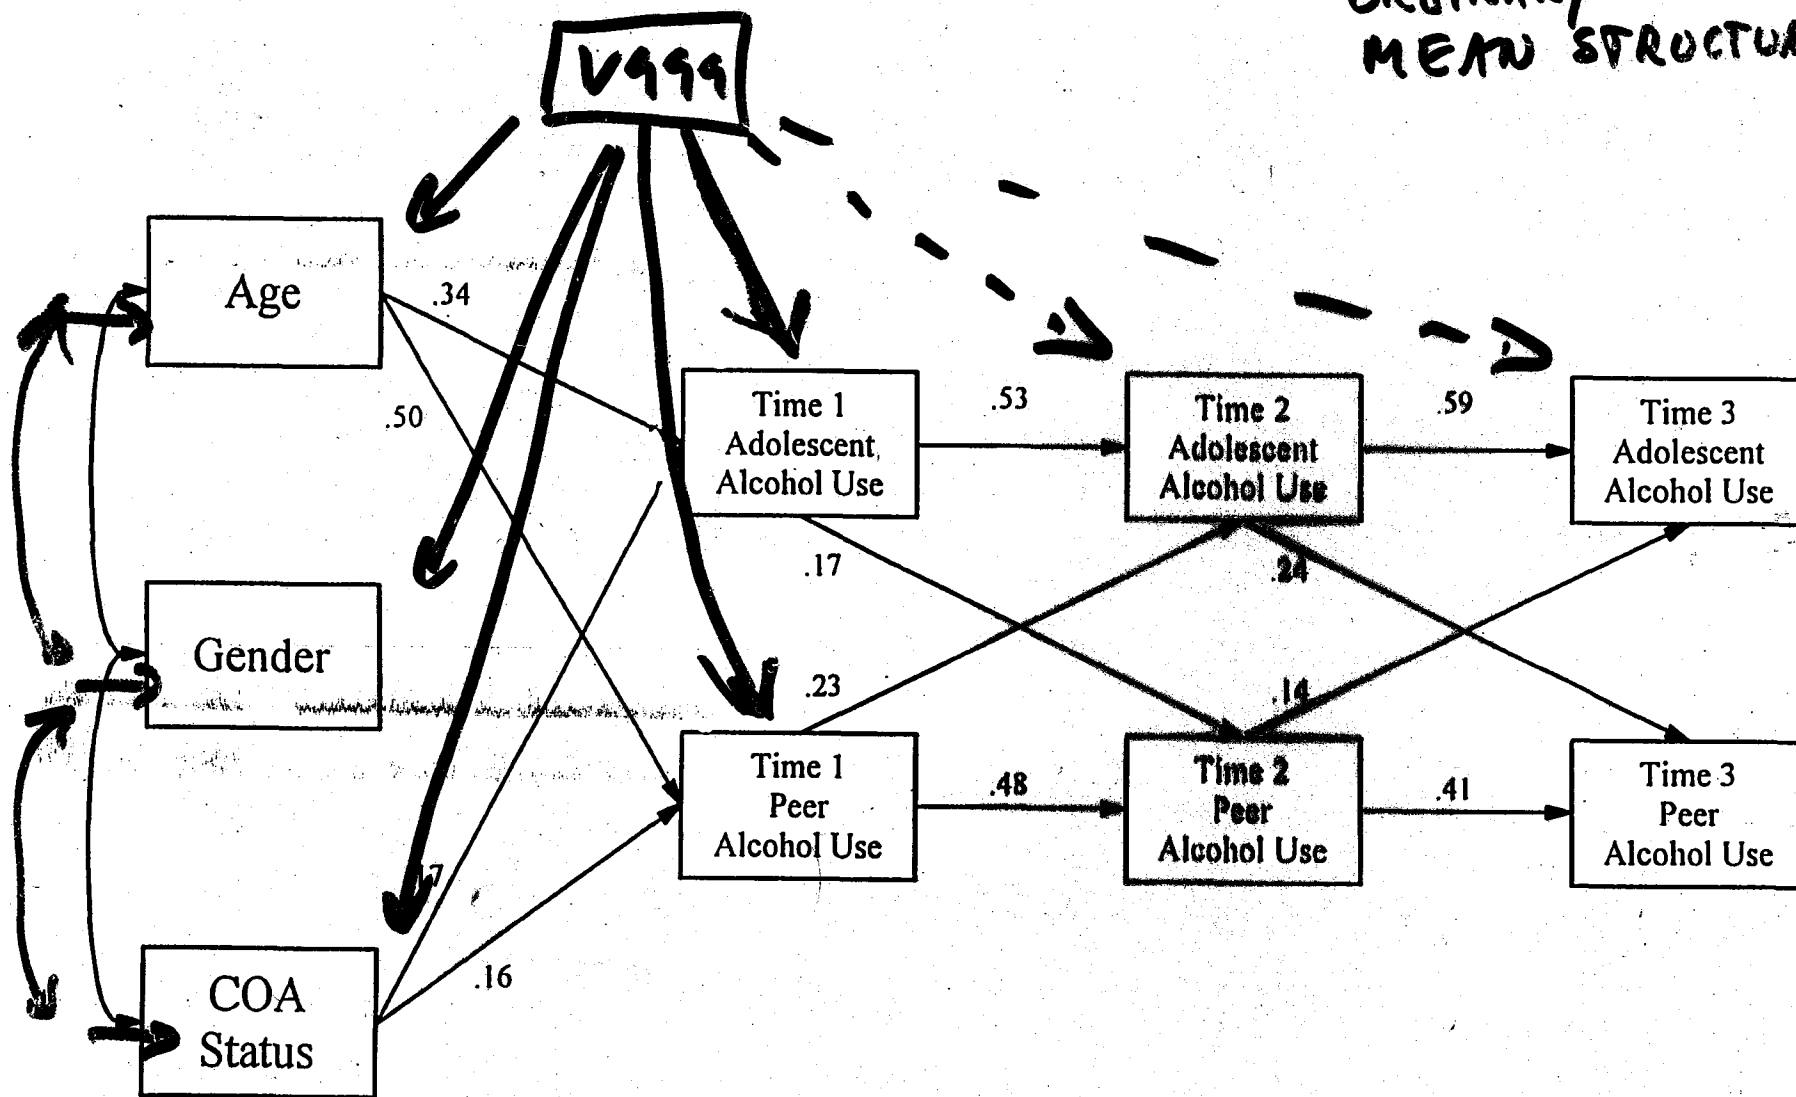 MEAN
V999
Age
.34
.50
Time 1
Adolescent
Alcohol Use
.53
Time 2
Adolescent
Alcohol Use
.59
Time 3
Adolescent
Alcohol Use
.17
.24
Gender
.23
.14
Time 1
Peer
Alcohol Use
.48
Time 2
Peer
Alcohol Use
.41
Time 3
Peer
Alcohol Use
.16
COA
Status